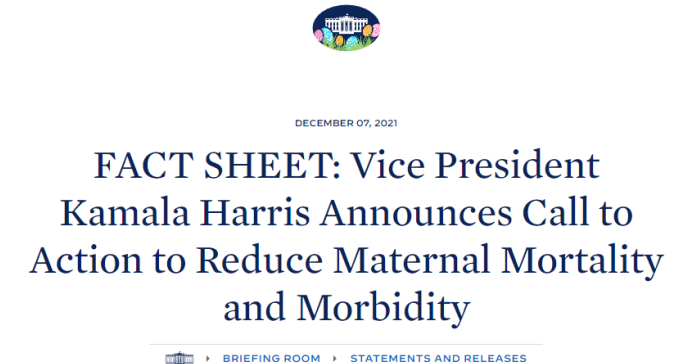 DECEMBER 07, 2021
FACT SHEET: Vice President
Kamala Harris Announces Call to
Action to Reduce Maternal Mortality
and Morbidity
BRIEFING ROOM STATEMENTS AND RELEASES